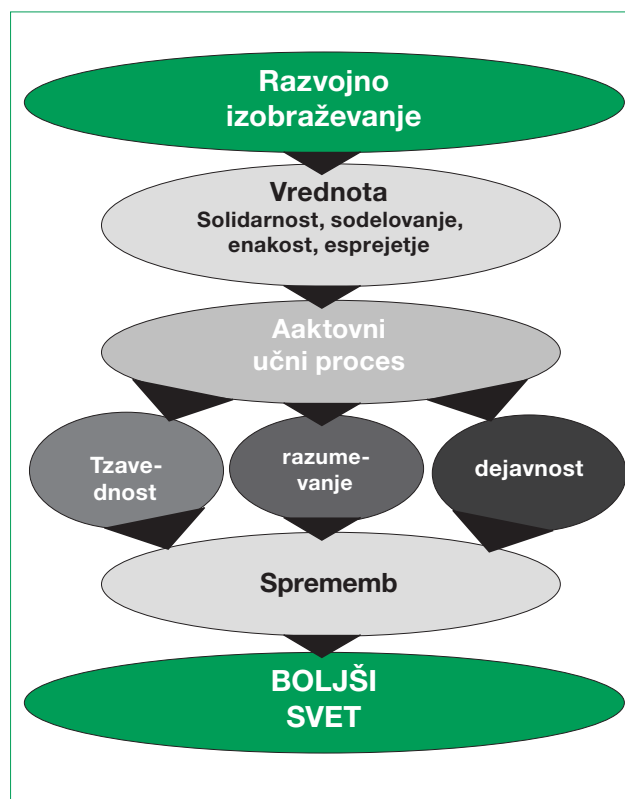 Razvojno
izobraževanje
Vrednota
Solidarnost, sodelovanje,
enakost, esprejetje
Aaktovni
učni proces
Tzave-
dnost
razume-
vanje
dejavnost
Sprememb
BOLJŠI
SVET